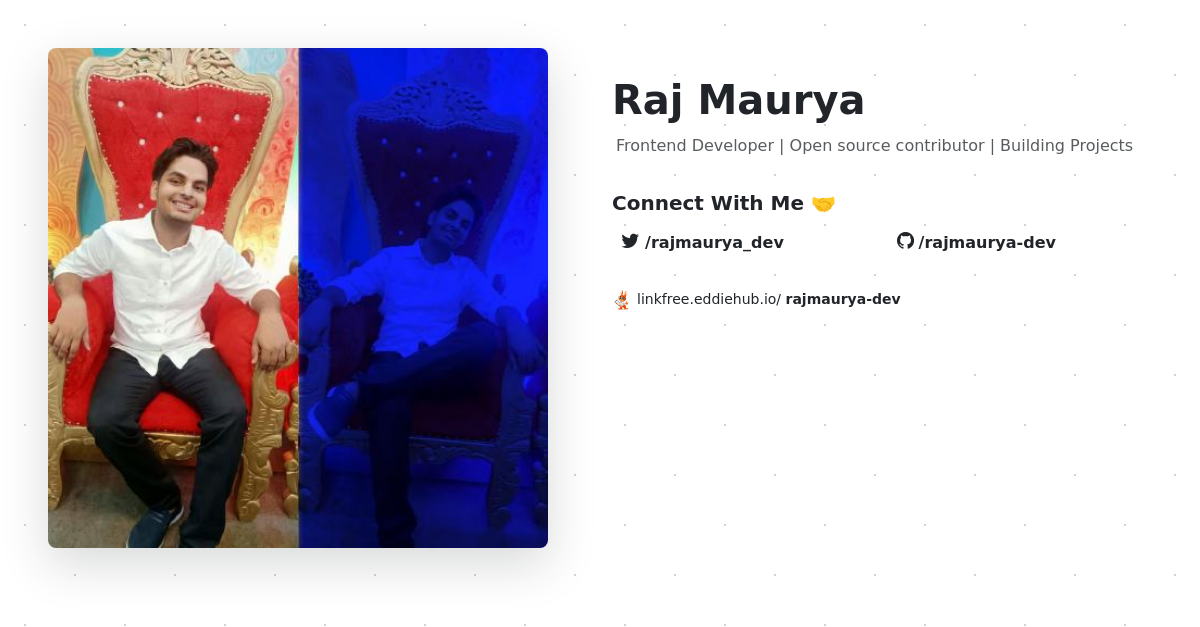 Raj Maurya
Frontend Developer | Open source contributor | Building Projects
Connect With Me 🤝
/rajmaurya_dev
/rajmaurya-dev
linkfree.eddiehub.io/ rajmaurya-dev